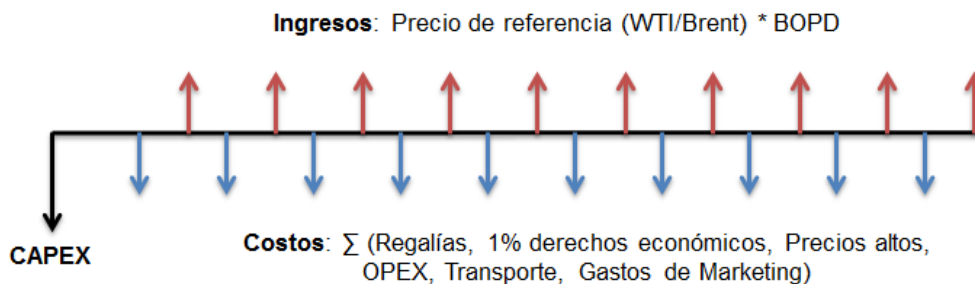 Ingresos: Precio de referencia (WTI/Brent) * BOPD
CAPEX
Costos: ∑ (Regalías, 1% derechos económicos, Precios altos,
OPEX, Transporte, Gastos de Marketing)